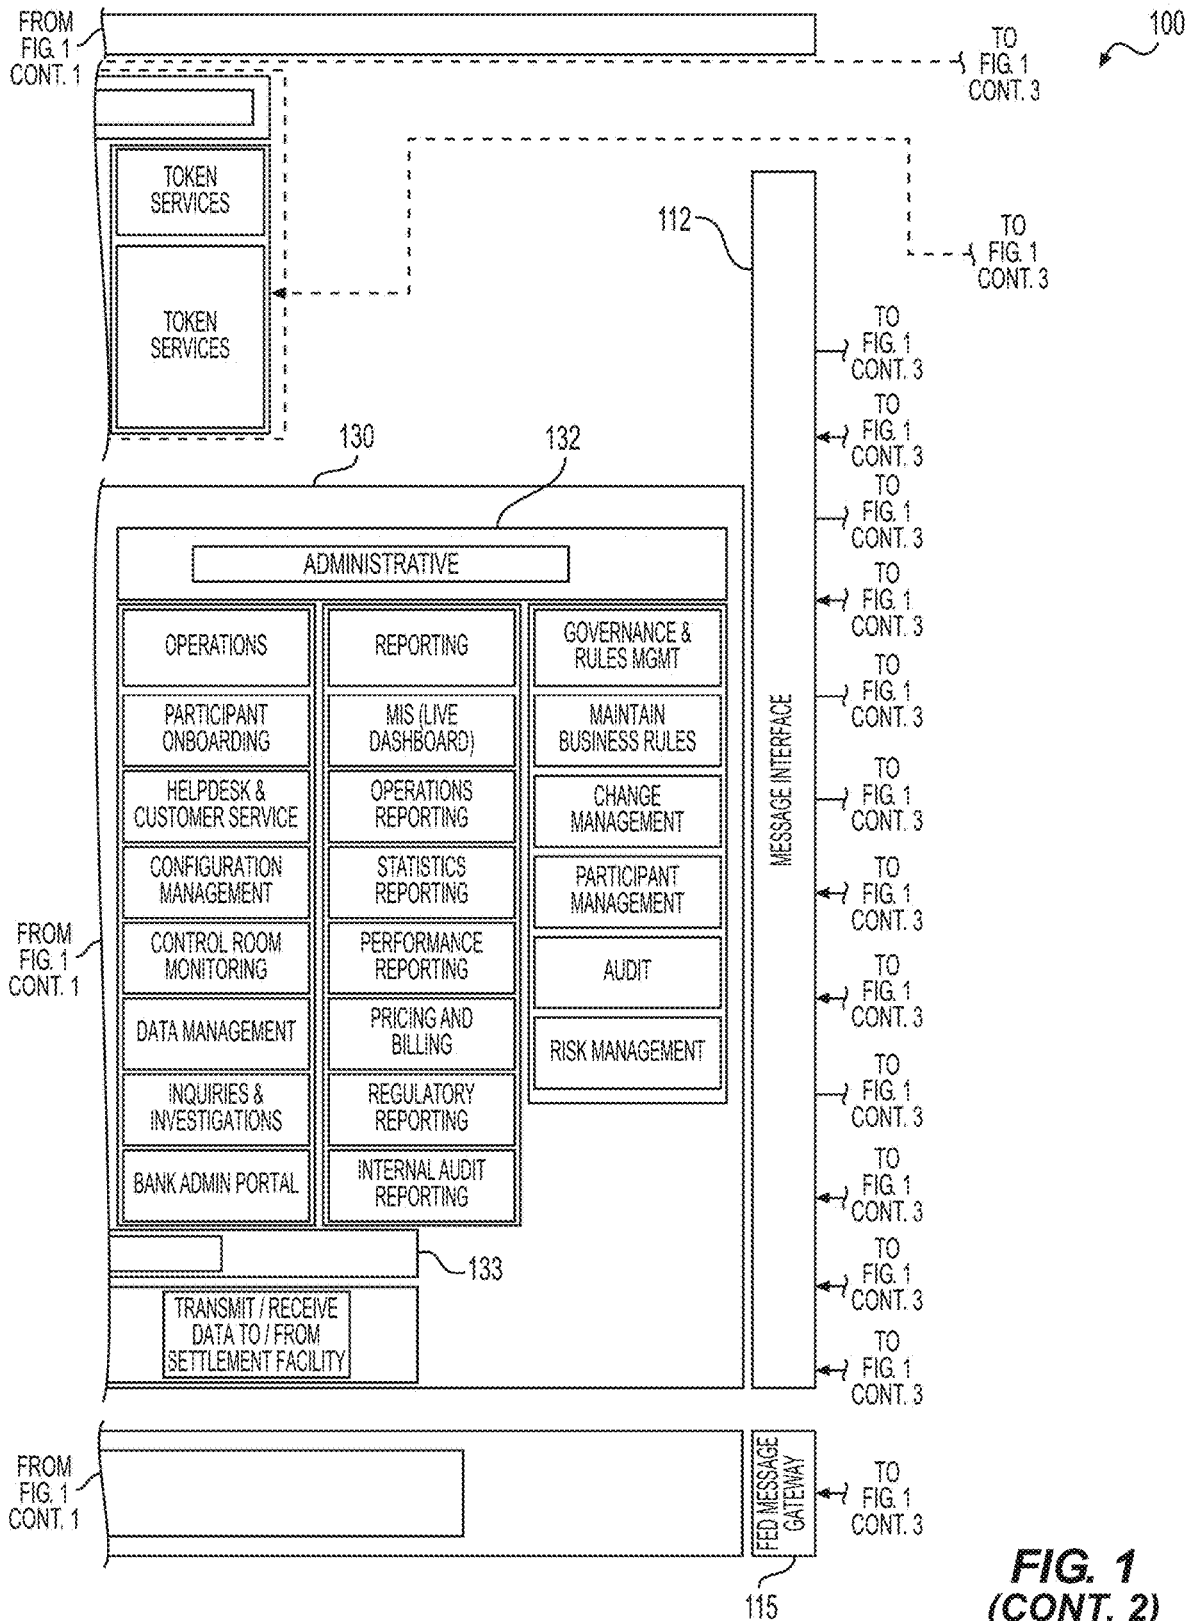 FROM
FIG. 1
CONT. 1
TO
FIG. 1
CONT. 3
100
TOKEN
SERVICES
TOKEN
SERVICES
112
TO
FIG. 1
CONT. 3
TO
FIG. 1
CONT. 3
TO
FIG. 1
CONT. 3
TO
FIG. 1
CONT. 3
TO
FIG. 1
CONT. 3
TO
FIG. 1
CONT. 3
TO
FIG. 1
CONT. 3
TO
FIG. 1
CONT. 3
TO
FIG. 1
CONT. 3
TO
FIG. 1
CONT. 3
TO
FIG. 1
CONT. 3
TO
FIG. 1
CONT. 3
TO
FIG. 1
CONT. 3
130
132
ADMINISTRATIVE
OPERATIONS
PARTICIPANT
ONBOARDING
HELPDESK &
CUSTOMER SERVICE
CONFIGURATION
MANAGEMENT
CONTROL ROOM
MONITORING
DATA MANAGEMENT
INQUIRIES &
INVESTIGATIONS
BANK ADMIN PORTAL
REPORTING
MIS (LIVE
DASHBOARD)
OPERATIONS
REPORTING
STATISTICS
REPORTING
PERFORMANCE
REPORTING
PRICING AND
BILLING
REGULATORY
REPORTING
INTERNAL AUDIT
REPORTING
GOVERNANCE &
RULES MGMT
MAINTAIN
BUSINESS RULES
CHANGE
MANAGEMENT
PARTICIPANT
MANAGEMENT
AUDIT
RISK MANAGEMENT
MESSAGE INTERFACE
FROM
FIG. 1
CONT. 1
133
TRANSMIT / RECEIVE
DATA TO / FROM
SETTLEMENT FACILITY
FROM
FIG. 1
CONT. 1
FED MESSAGE
GATEWAY
TO
FIG. 1
CONT. 3
115
FIG. 1
(CONT. 2)